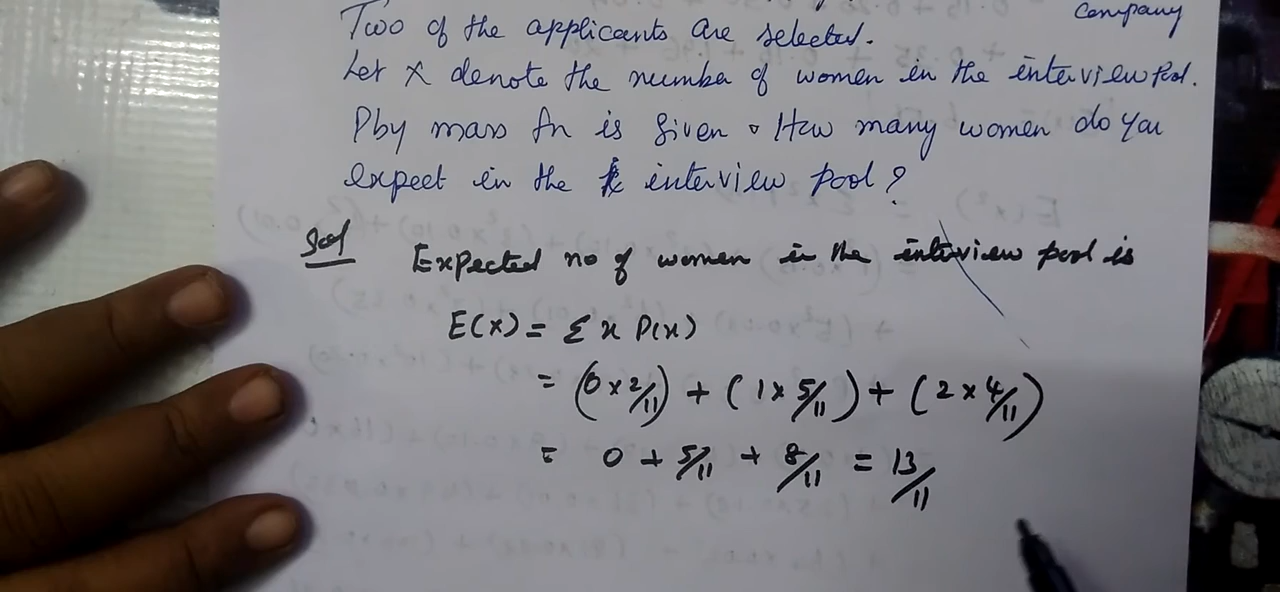 Company
Two of the applicants are selected.
Let X denote the number of women in the interview pool.
Pby mass fn is given. How many women do you
expect in the interview pool?
Sol Expected no of women in the interview pool is
E(X) = Σ x P(x)
= (0 × 2/11) + (1 × 5/11) + (2 × 4/11)
= 0 + 5/11 + 8/11 = 13/11